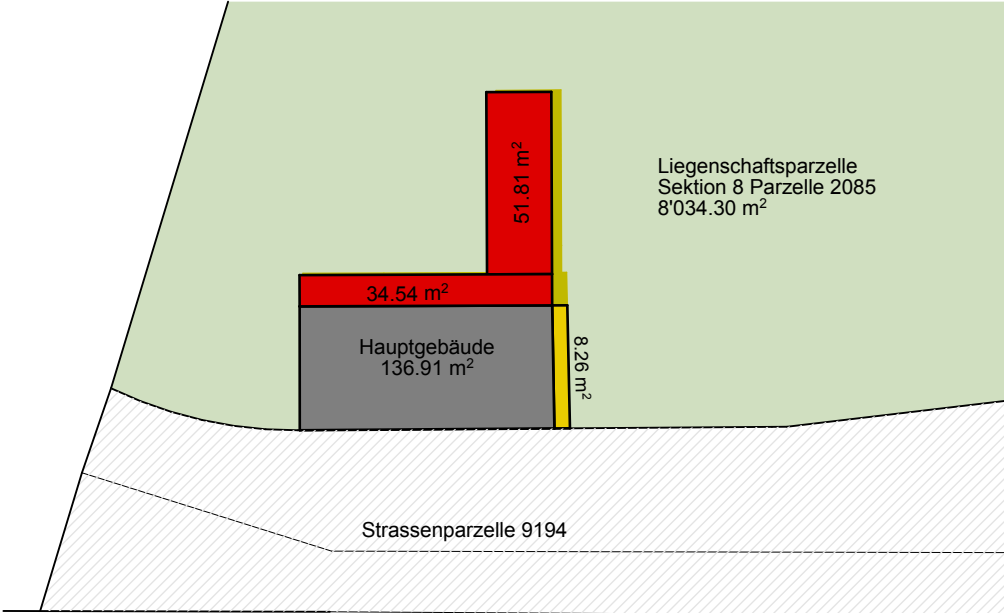 51.81 m²
Liegenschaftsparzelle
Sektion 8 Parzelle 2085
8'034.30 m²
34.54 m²
Hauptgebäude
136.91 m²
8.26 m²
Strassenparzelle 9194